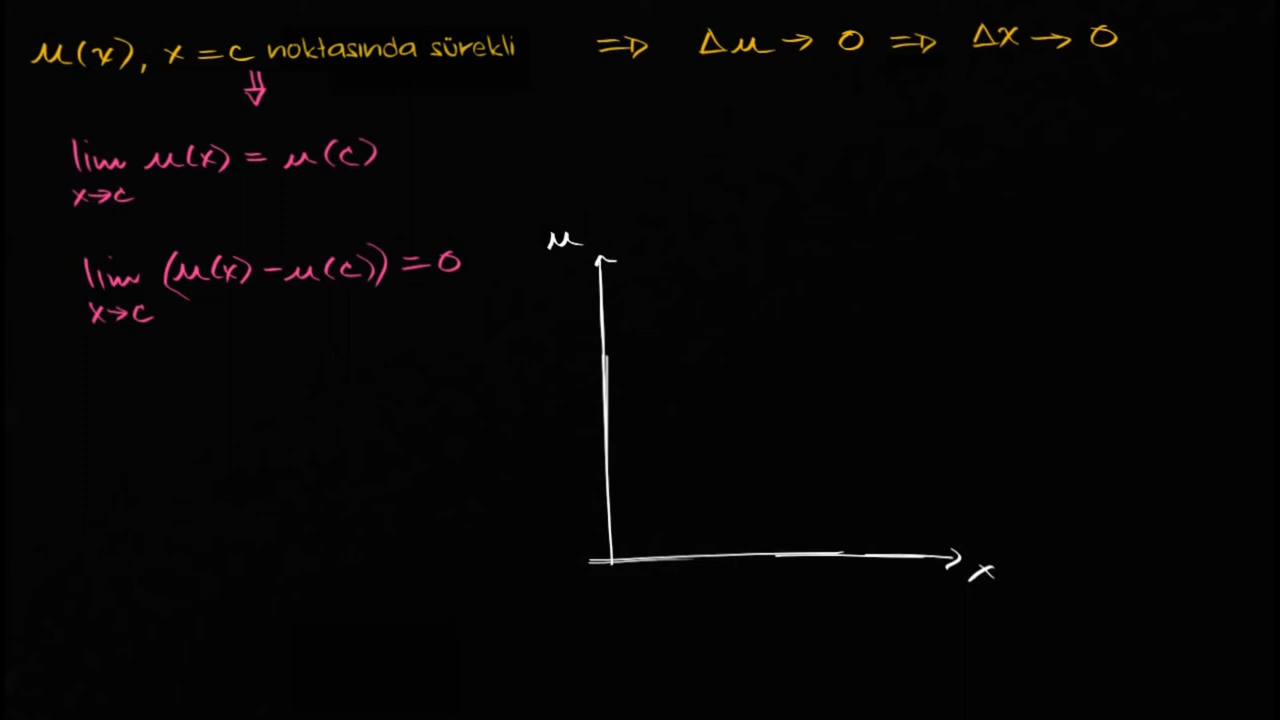 u(x), x = c noktasında sürekli ⇒ Δu → 0 ⇒ Δx → 0
⇓
lim u(x) = u(c)
x→c
lim (u(x) - u(c)) = 0
x→c
u
x